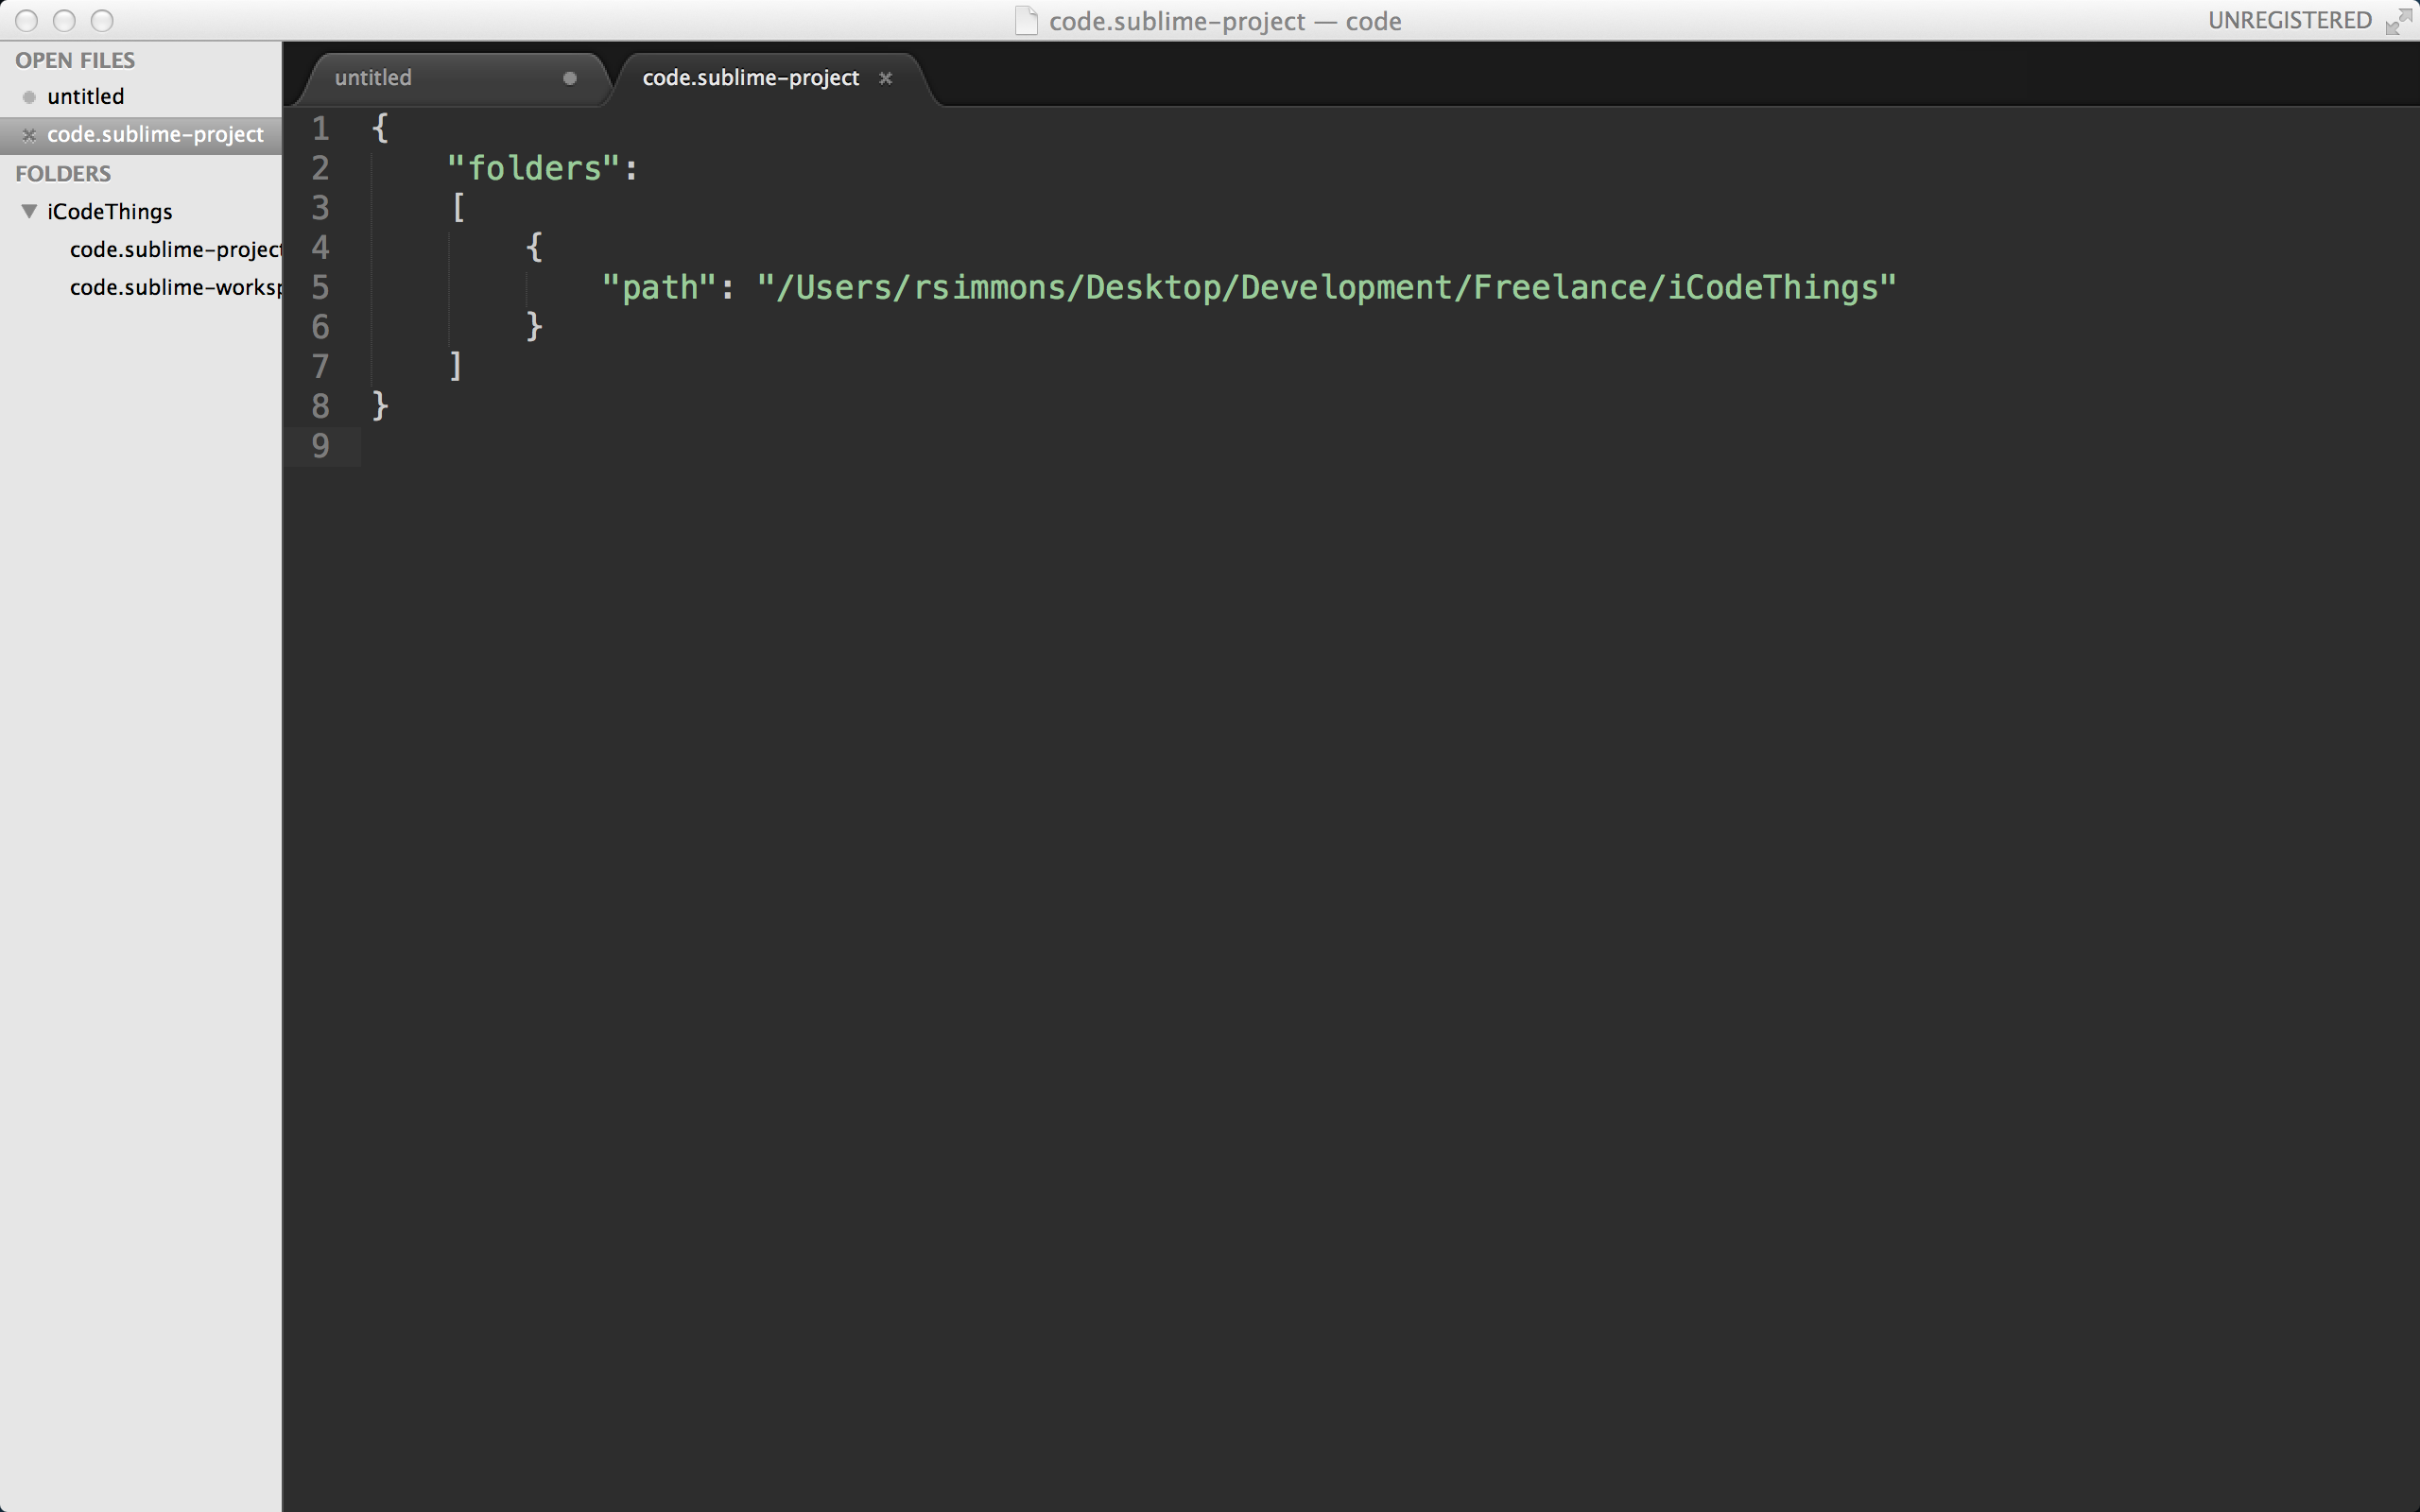 code.sublime-project — code
UNREGISTERED
OPEN FILES
untitled
code.sublime-project
FOLDERS
iCodeThings
code.sublime-project
code.sublime-worksp
untitled
code.sublime-project
1 {
2 "folders":
3 [
4 {
5 "path": "/Users/rsimmons/Desktop/Development/Freelance/iCodeThings"
6 }
7 ]
8 }
9